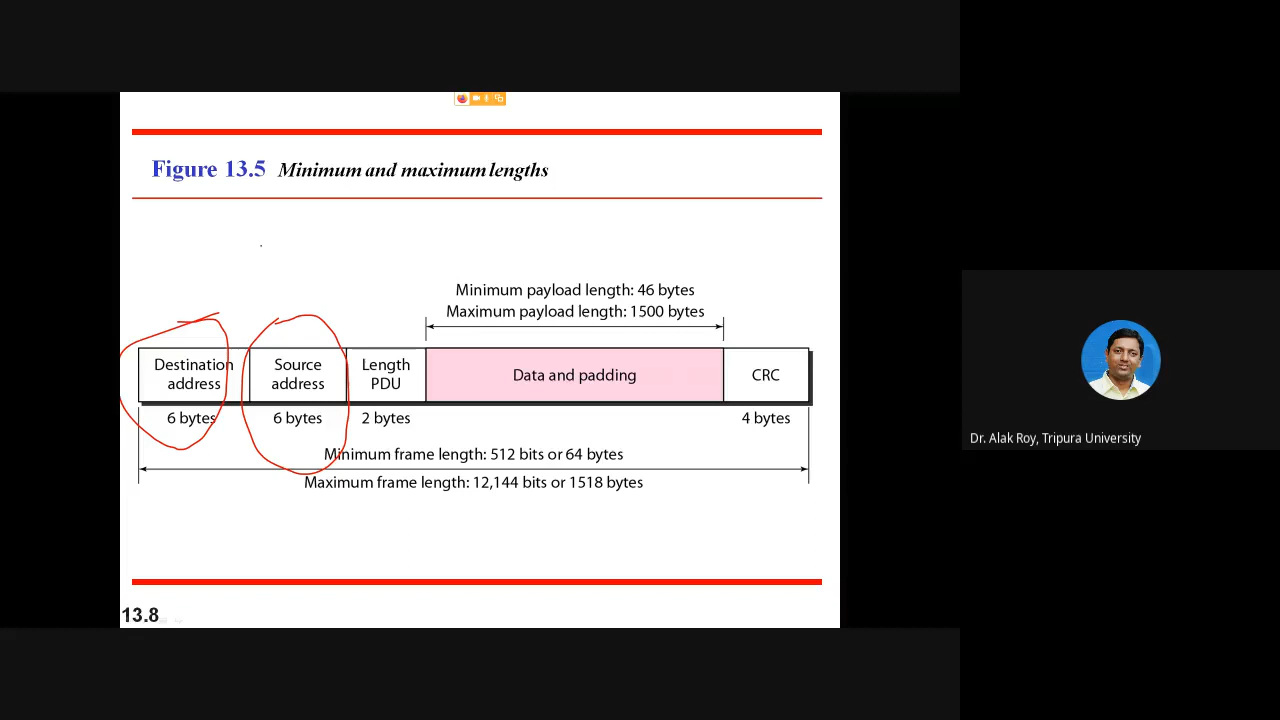 Figure 13.5 Minimum and maximum lengths
Minimum payload length: 46 bytes
Maximum payload length: 1500 bytes
Destination address
Source address
Length PDU
Data and padding
CRC
6 bytes
6 bytes
2 bytes
4 bytes
Minimum frame length: 512 bits or 64 bytes
Maximum frame length: 12,144 bits or 1518 bytes
Dr. Alak Roy, Tripura University
13.8